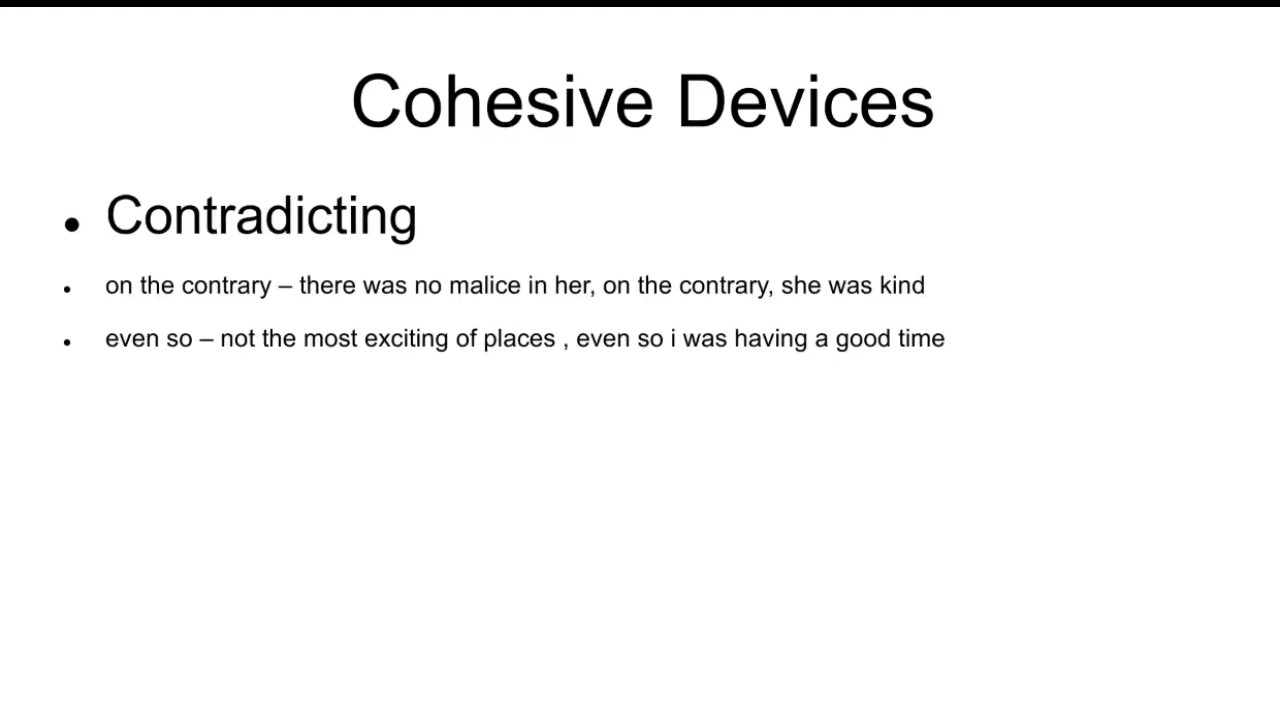 Cohesive Devices
• Contradicting
• on the contrary – there was no malice in her, on the contrary, she was kind
• even so – not the most exciting of places , even so i was having a good time